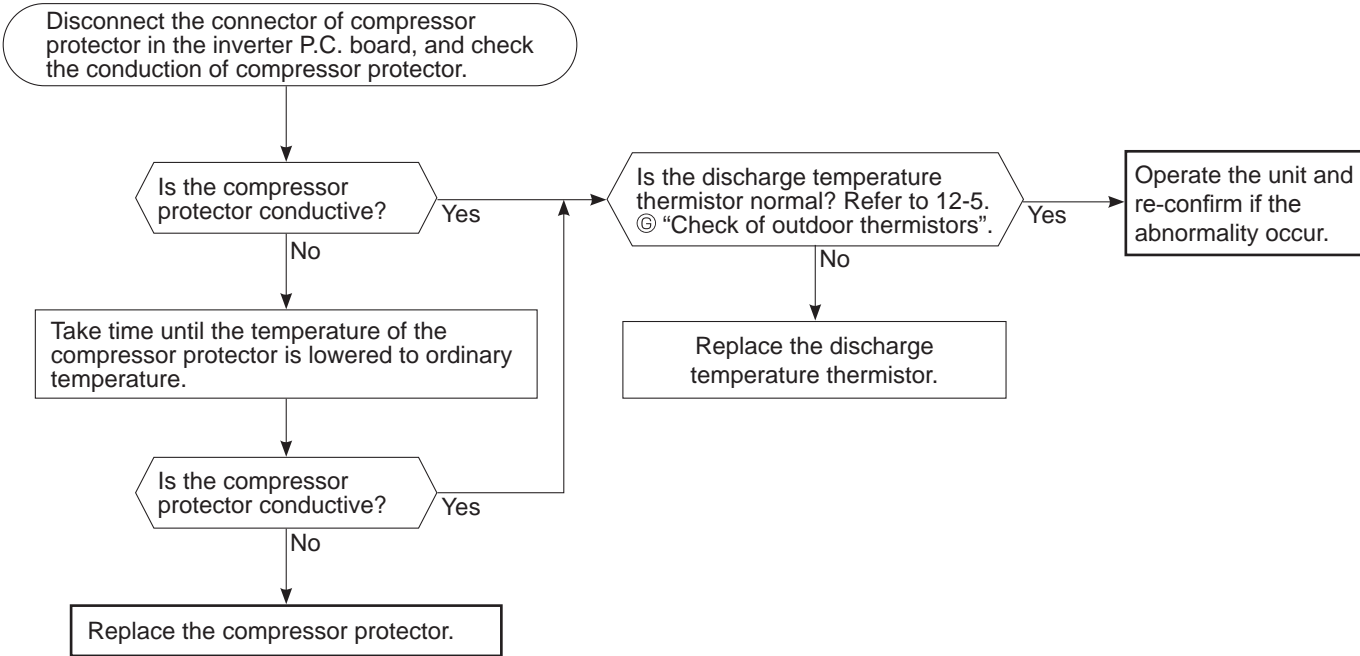 Disconnect the connector of compressor
protector in the inverter P.C. board, and check
the conduction of compressor protector.
Is the compressor
protector conductive?
Yes
No
Take time until the temperature of the
compressor protector is lowered to ordinary
temperature.
Is the compressor
protector conductive?
Yes
No
Replace the compressor protector.
Is the discharge temperature
thermistor normal? Refer to 12-5.
Ⓖ “Check of outdoor thermistors”.
Yes
No
Replace the discharge
temperature thermistor.
Operate the unit and
re-confirm if the
abnormality occur.